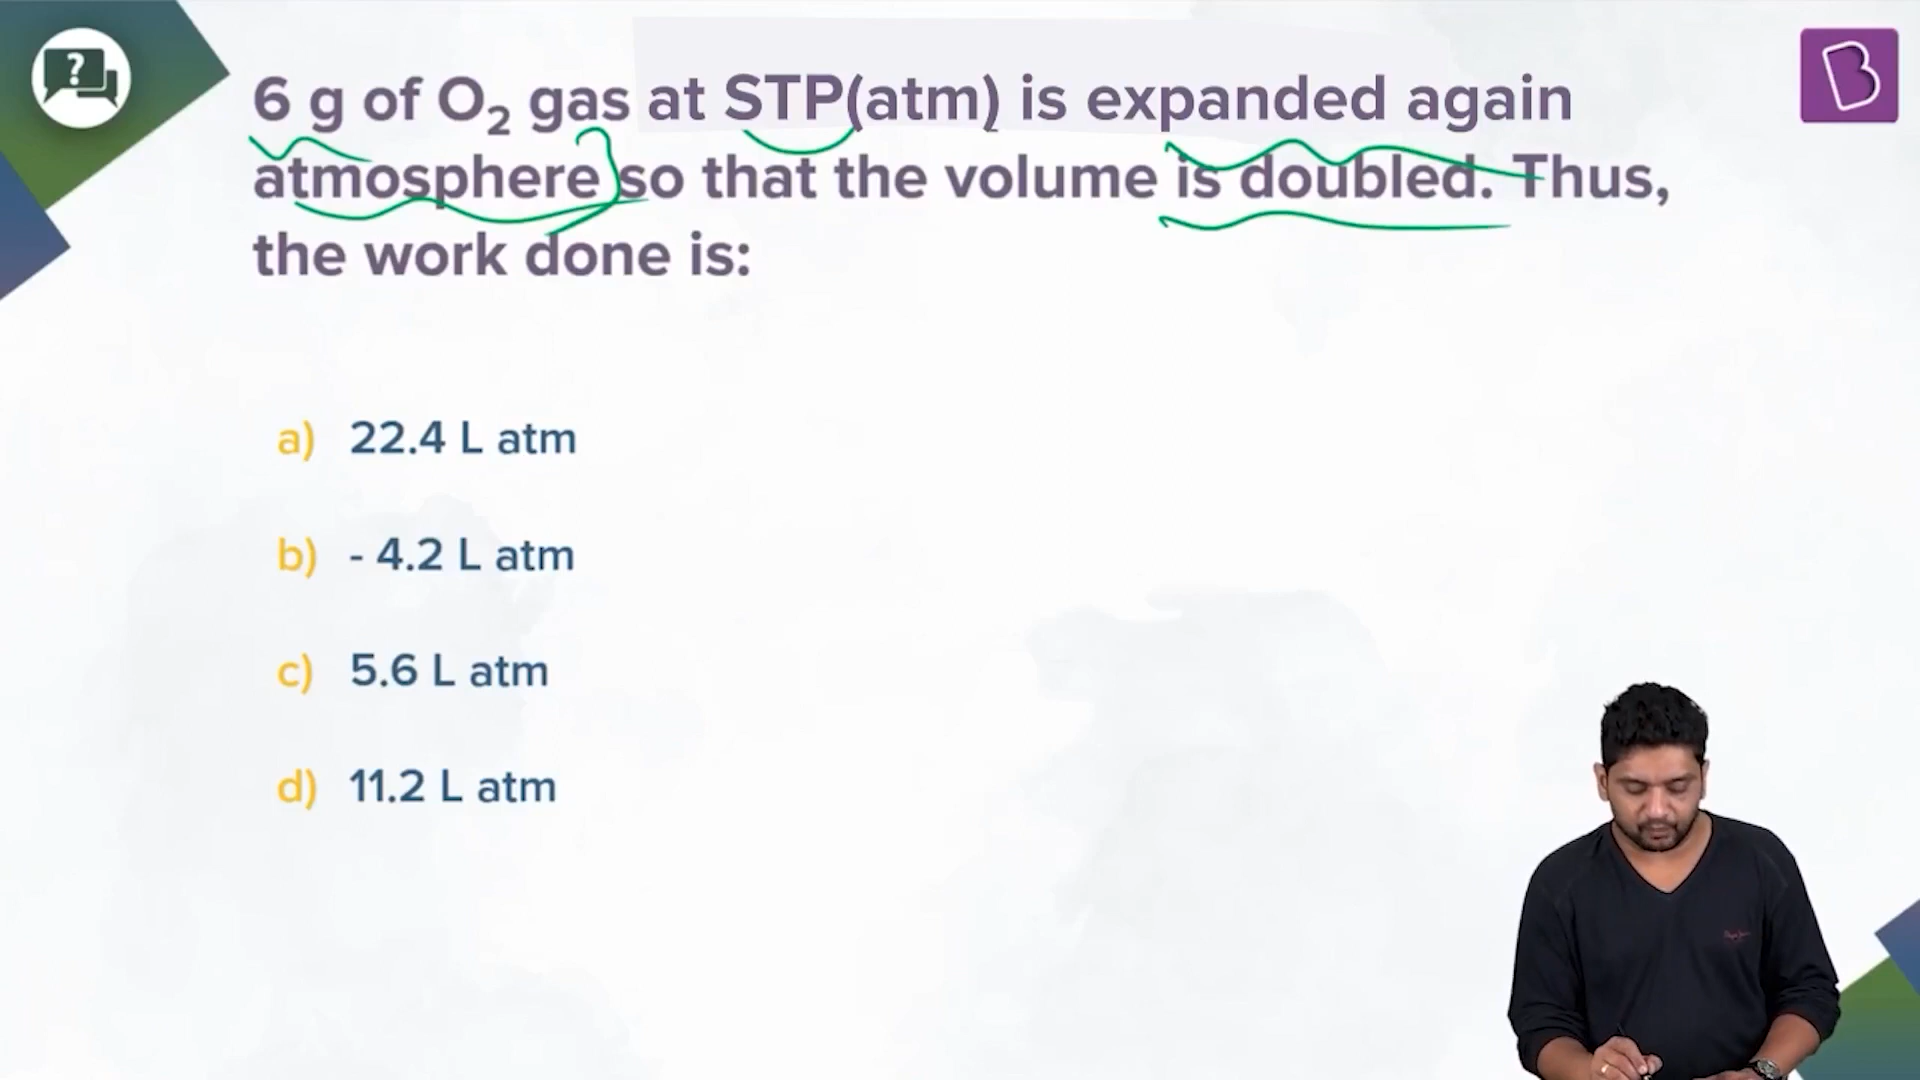 6 g of O₂ gas at STP(atm) is expanded again
atmosphere so that the volume is doubled. Thus,
the work done is:
a) 22.4 L atm
b) - 4.2 L atm
c) 5.6 L atm
d) 11.2 L atm